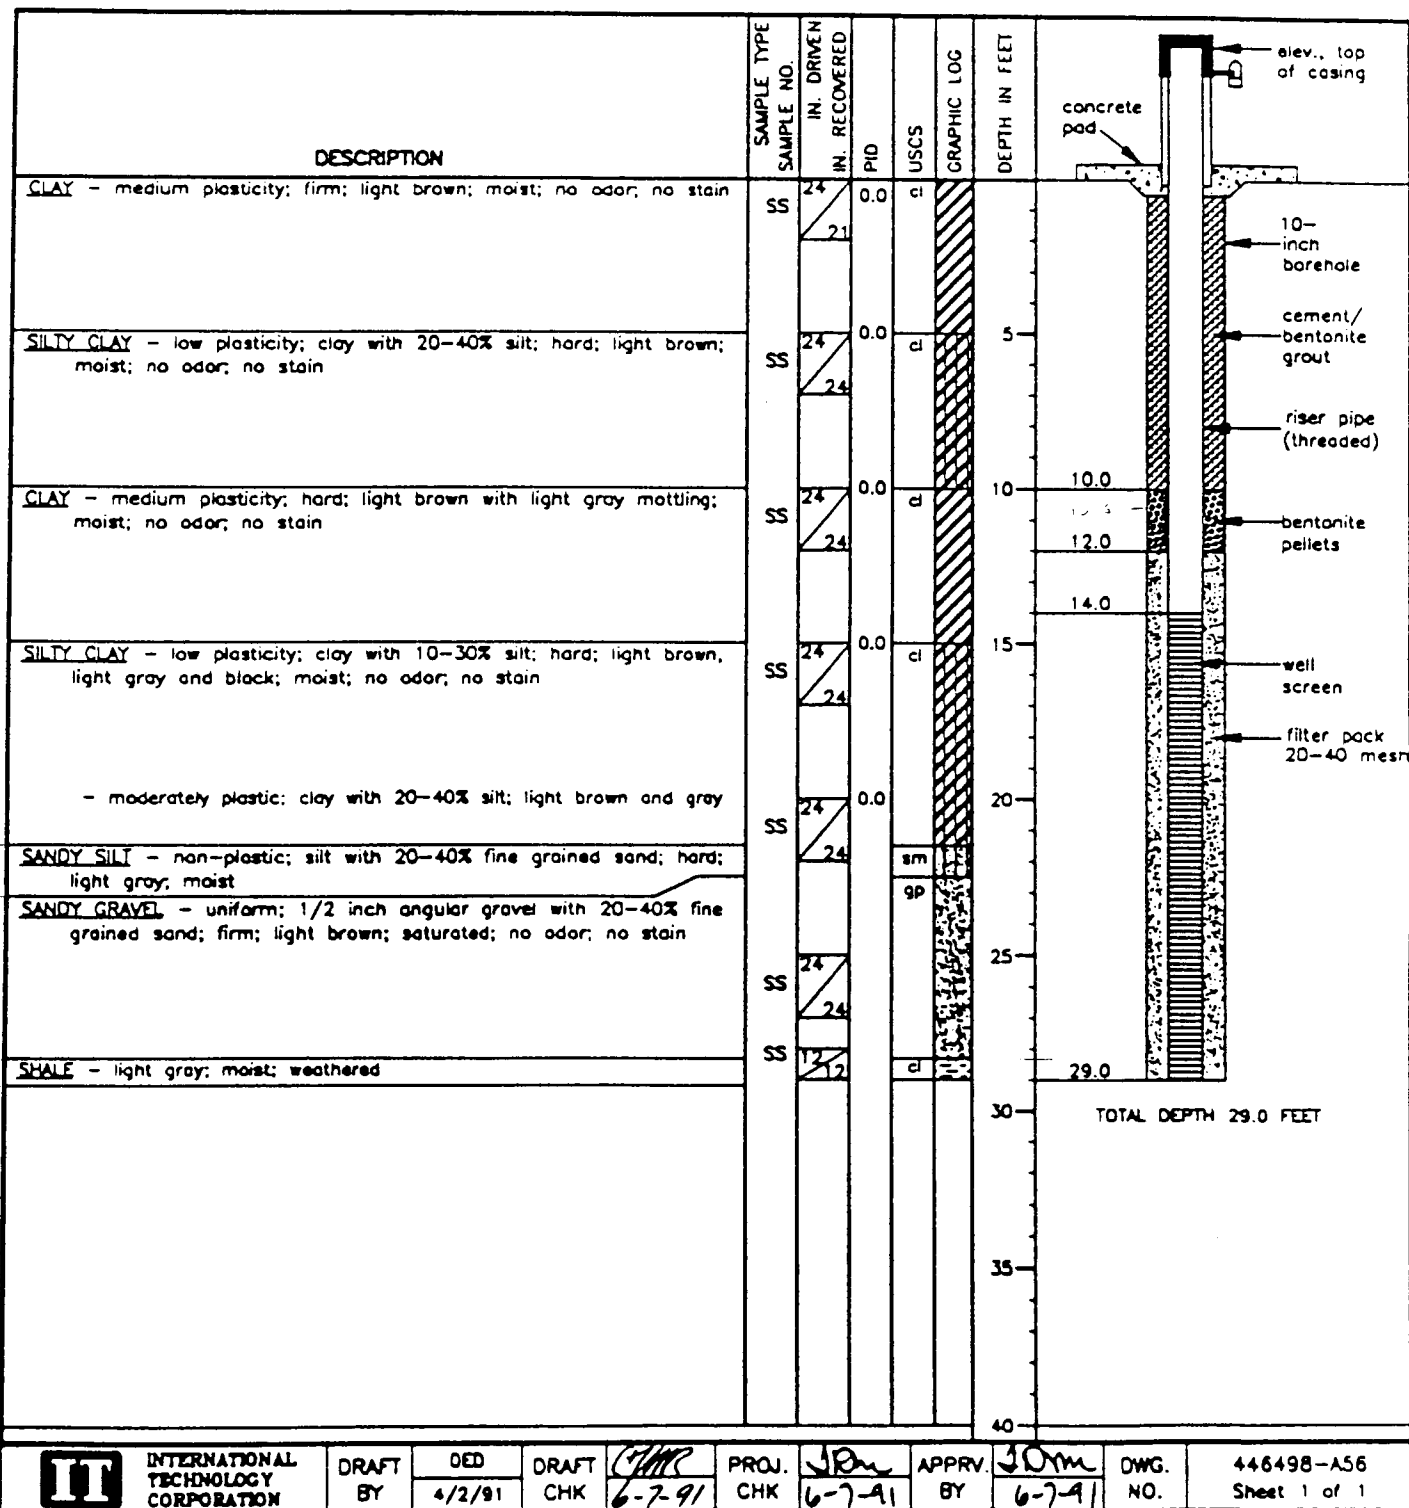 DESCRIPTION
SAMPLE TYPE
SAMPLE NO.
IN. DRIVEN
IN. RECOVERED
PID
USCS
GRAPHIC LOG
DEPTH IN FEET
elev., top
of casing
concrete
pad
CLAY - medium plasticity; firm; light brown; moist; no odor; no stain
SS
24
21
0.0
cl
10-
inch
borehole
cement/
bentonite
grout
SILTY CLAY - low plasticity; clay with 20-40% silt; hard; light brown;
moist; no odor; no stain
SS
24
24
0.0
cl
5
riser pipe
(threaded)
CLAY - medium plasticity; hard; light brown with light gray mottling;
moist; no odor; no stain
SS
24
24
0.0
cl
10
10.0
12.0
bentonite
pellets
14.0
SILTY CLAY - low plasticity; clay with 10-30% silt; hard; light brown,
light gray and black; moist; no odor; no stain
SS
24
24
0.0
cl
15
well
screen
filter pack
20-40 mesh
- moderately plastic; clay with 20-40% silt; light brown and gray
SS
24
24
0.0
20
SANDY SILT - non-plastic; silt with 20-40% fine grained sand; hard;
light gray; moist
sm
SANDY GRAVEL - uniform; 1/2 inch angular gravel with 20-40% fine
grained sand; firm; light brown; saturated; no odor; no stain
gp
SS
24
24
25
SS
12
12
SHALE - light gray; moist; weathered
cl
29.0
30
TOTAL DEPTH 29.0 FEET
35
40
IT
INTERNATIONAL
TECHNOLOGY
CORPORATION
DRAFT
BY
DED
4/2/91
DRAFT
CHK
6-7-91
PROJ.
CHK
6-7-91
APPRV.
BY
6-7-91
DWG.
NO.
446498-A56
Sheet 1 of 1